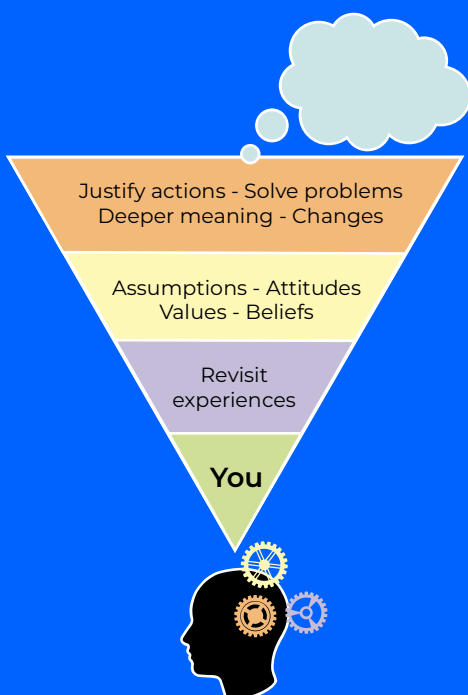 Justify actions - Solve problems
Deeper meaning - Changes
Assumptions - Attitudes
Values - Beliefs
Revisit
experiences
You